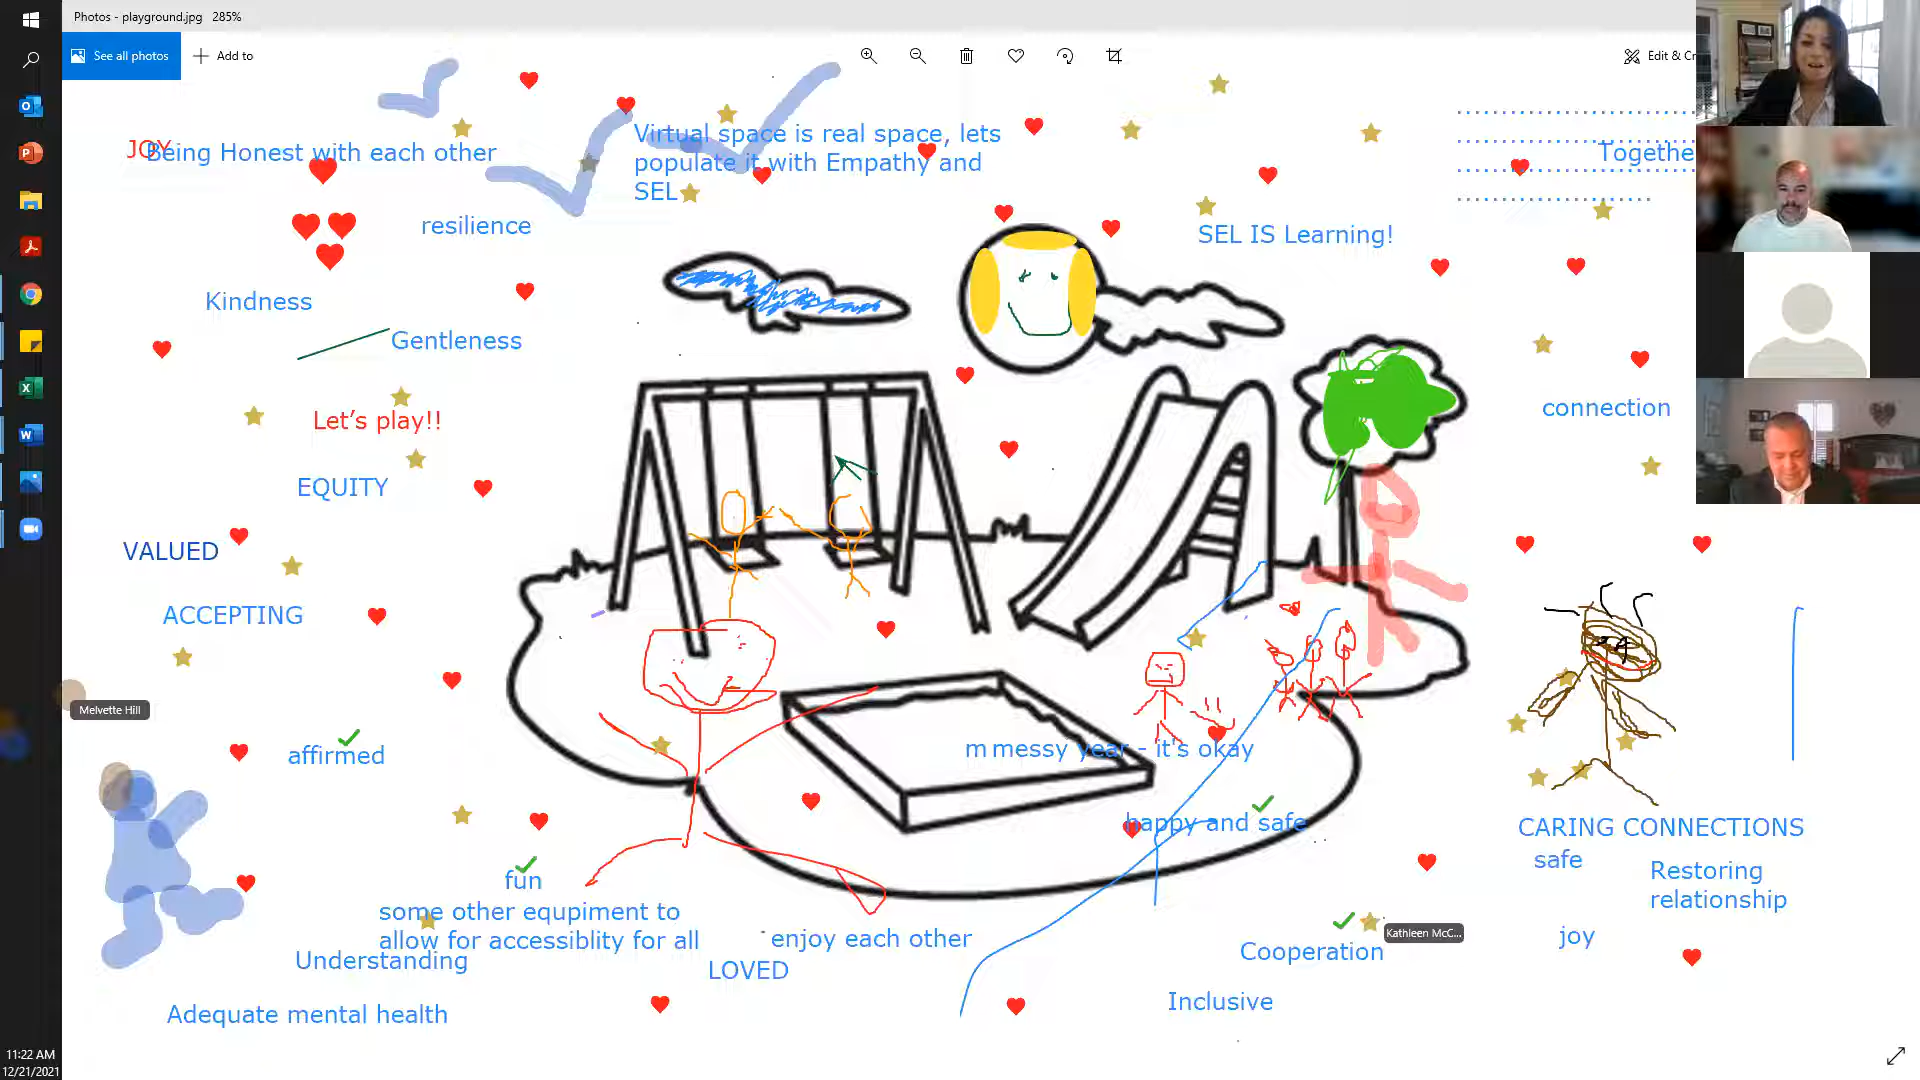 Photos - playground.jpg 285%
See all photos
Add to
Edit & Cr
JOY
Being Honest with each other
Virtual space is real space, lets
populate it with Empathy and
SEL
Togethe
resilience
SEL IS Learning!
Kindness
Gentleness
Let's play!!
connection
EQUITY
VALUED
ACCEPTING
Melvette Hill
affirmed
m messy year - it's okay
happy and safe
CARING CONNECTIONS
safe
Restoring
relationship
fun
some other equpiment to
allow for accessiblity for all
Understanding
enjoy each other
LOVED
Kathleen McC...
Cooperation
joy
Inclusive
Adequate mental health
11:22 AM
12/21/2021